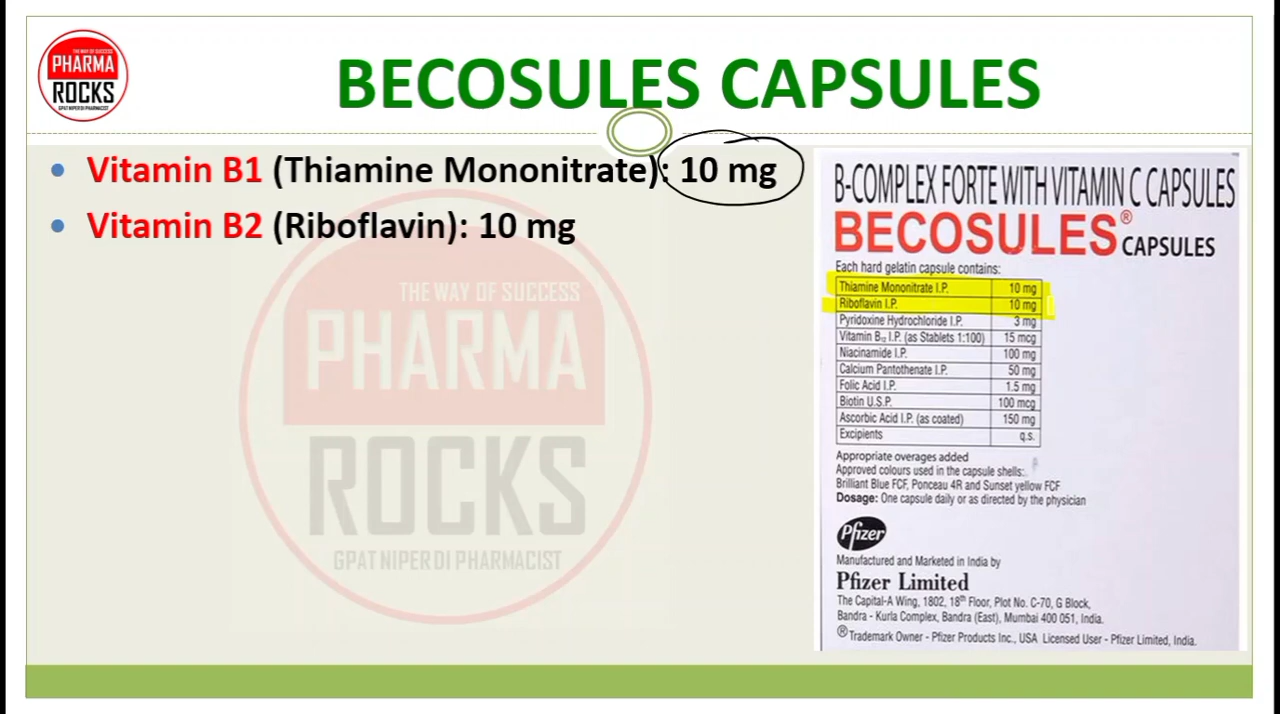 THE WAY OF SUCCESS
PHARMA
ROCKS
GPAT NIPER DI PHARMACIST
BECOSULES CAPSULES
• Vitamin B1 (Thiamine Mononitrate): 10 mg
• Vitamin B2 (Riboflavin): 10 mg
THE WAY OF SUCCESS
PHARMA
ROCKS
GPAT NIPER DI PHARMACIST
B-COMPLEX FORTE WITH VITAMIN C CAPSULES
BECOSULES® CAPSULES
Each hard gelatin capsule contains:
Thiamine Mononitrate I.P. 10 mg
Riboflavin I.P. 10 mg
Pyridoxine Hydrochloride I.P. 3 mg
Vitamin B₁₂ I.P. (as Stablets 1:100) 15 mcg
Niacinamide I.P. 100 mg
Calcium Pantothenate I.P. 50 mg
Folic Acid I.P. 1.5 mg
Biotin U.S.P. 100 mcg
Ascorbic Acid I.P. (as coated) 150 mg
Excipients q.s.
Appropriate overages added
Approved colours used in the capsule shells:
Brilliant Blue FCF, Ponceau 4R and Sunset yellow FCF
Dosage: One capsule daily or as directed by the physician
Pfizer
Manufactured and Marketed in India by
Pfizer Limited
The Capital-A Wing, 1802, 18th Floor, Plot No. C-70, G Block,
Bandra - Kurla Complex, Bandra (East), Mumbai 400 051, India.
®Trademark Owner - Pfizer Products Inc., USA Licensed User - Pfizer Limited, India.